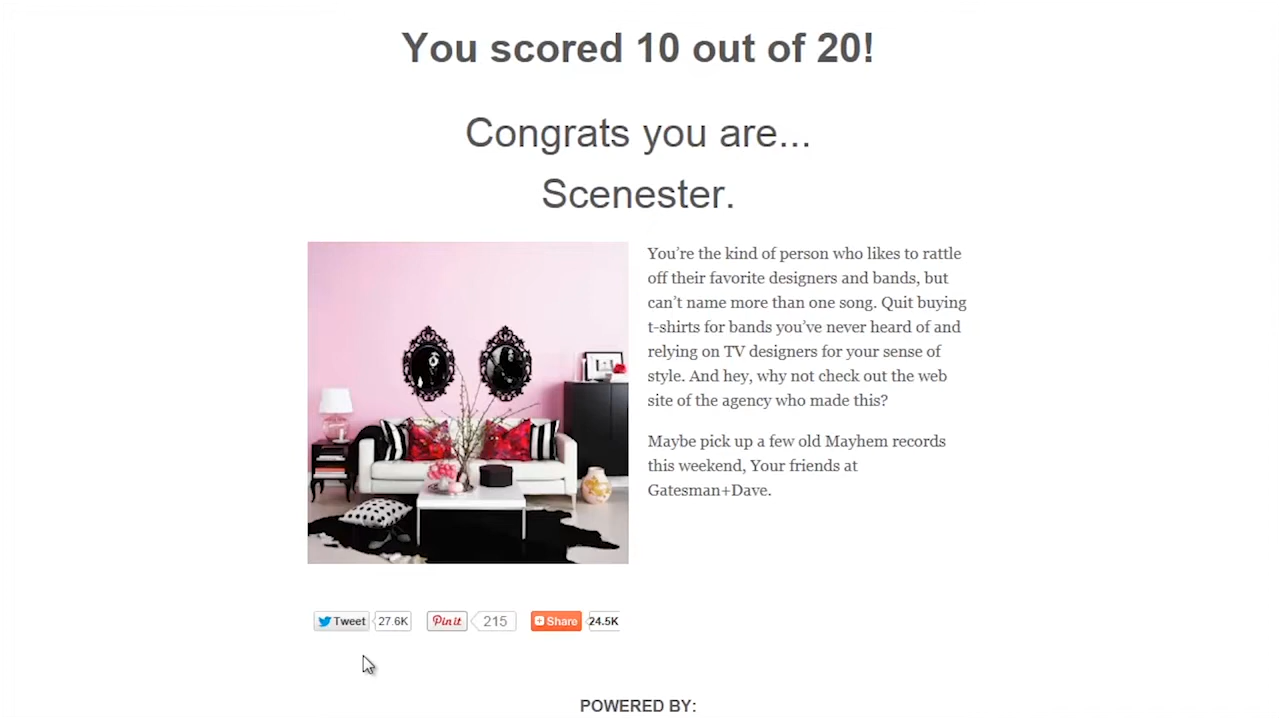 You scored 10 out of 20!
Congrats you are...
Scenester.
You’re the kind of person who likes to rattle
off their favorite designers and bands, but
can’t name more than one song. Quit buying
t-shirts for bands you’ve never heard of and
relying on TV designers for your sense of
style. And hey, why not check out the web
site of the agency who made this?
Maybe pick up a few old Mayhem records
this weekend, Your friends at
Gatesman+Dave.
Tweet 27.6K Pin it 215 Share 24.5K
POWERED BY: